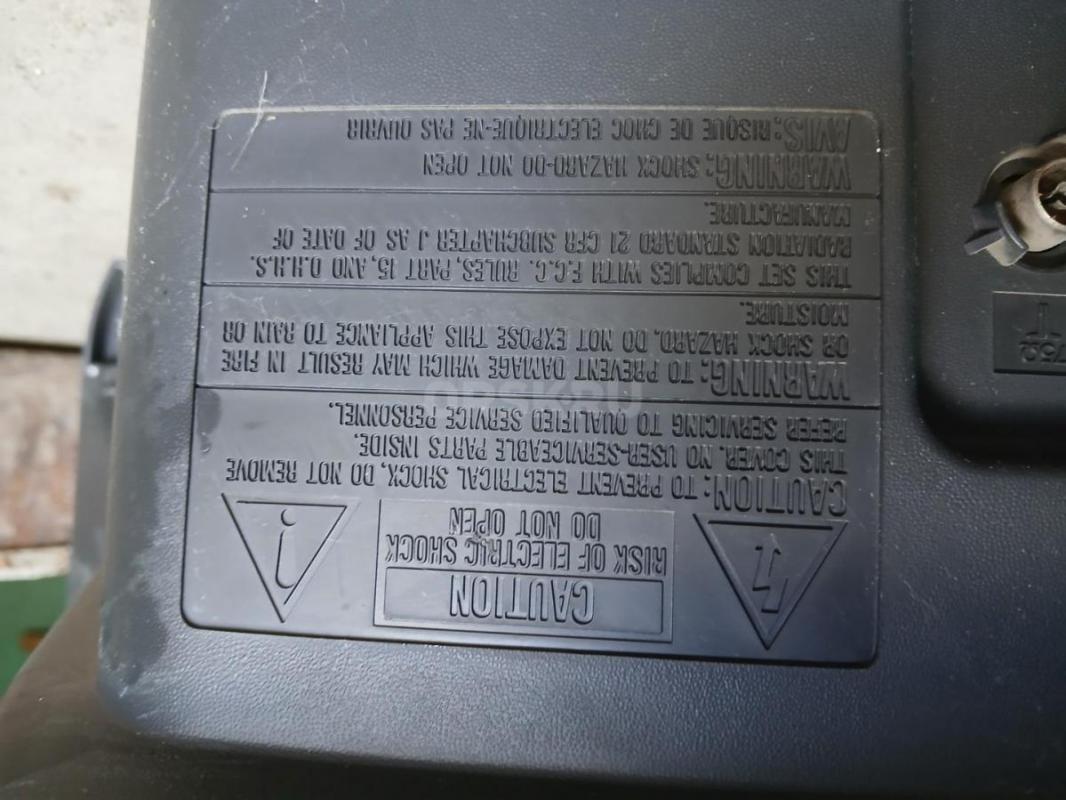 CAUTION
RISK OF ELECTRIC SHOCK
DO NOT OPEN
CAUTION: TO PREVENT ELECTRICAL SHOCK, DO NOT REMOVE
THIS COVER. NO USER-SERVICEABLE PARTS INSIDE.
REFER SERVICING TO QUALIFIED SERVICE PERSONNEL.
WARNING: TO PREVENT DAMAGE WHICH MAY RESULT IN FIRE
OR SHOCK HAZARD, DO NOT EXPOSE THIS APPLIANCE TO RAIN OR
MOISTURE.
THIS SET COMPLIES WITH F.C.C. RULES, PART 15, AND D.H.H.S.
RADIATION STANDARD 21 CFR SUBCHAPTER J AS OF DATE OF
MANUFACTURE.
WARNING: SHOCK HAZARD-DO NOT OPEN
AVIS: RISQUE DE CHOC ELECTRIQUE-NE PAS OUVRIR
75Ω